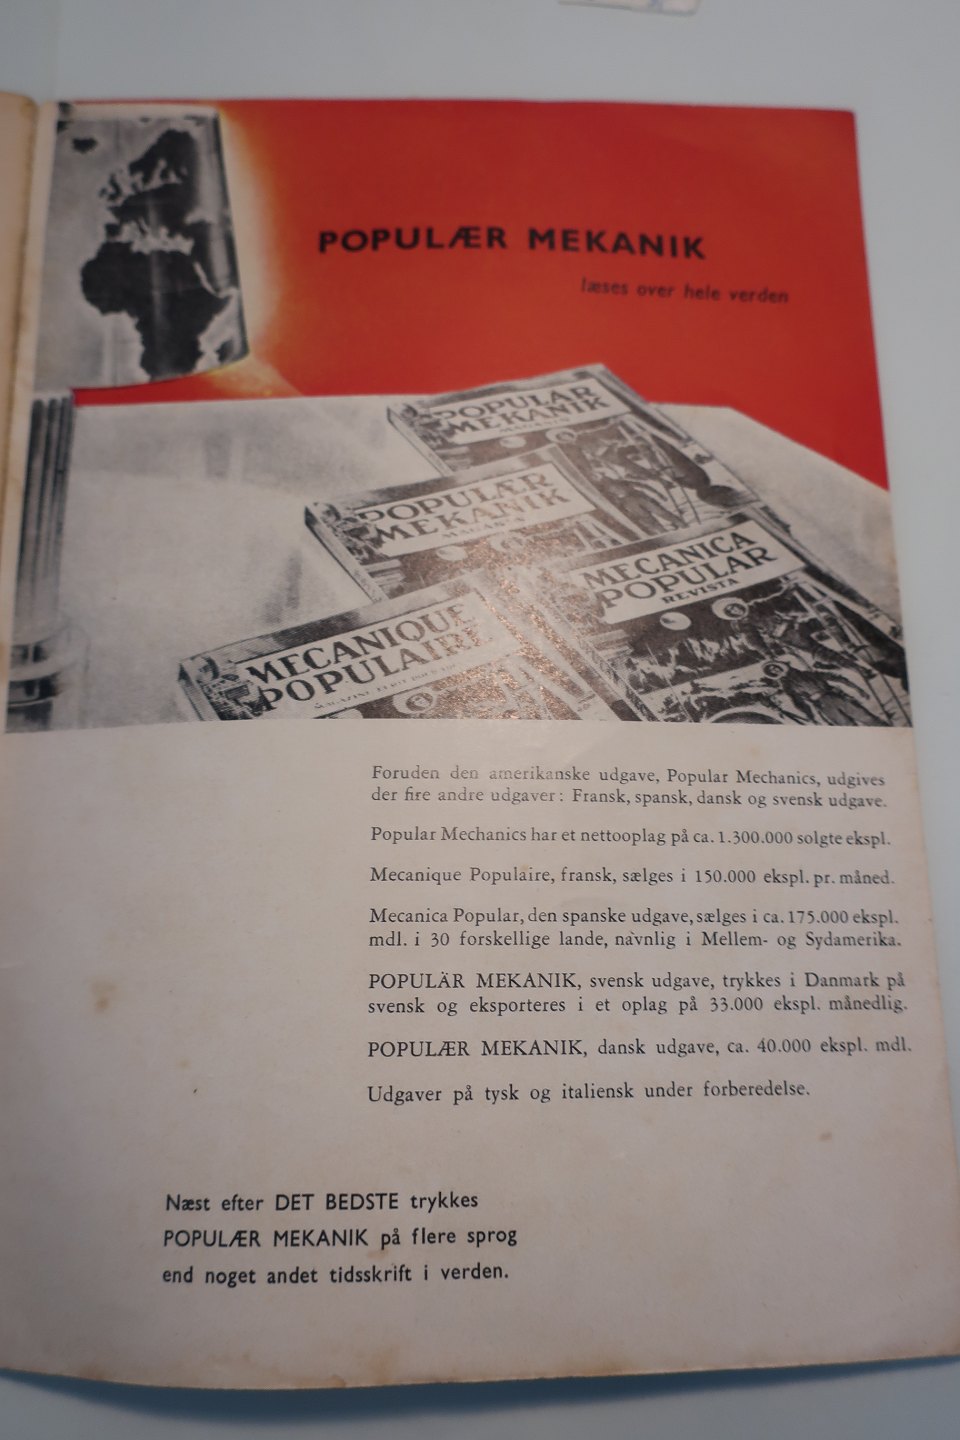 POPULÆR MEKANIK
læses over hele verden
POPULÄR
MEKANIK
POPULÆR
MEKANIK
MAGASIN
MECANICA
POPULAR
REVISTA
MECANIQUE
POPULAIRE
Foruden den amerikanske udgave, Popular Mechanics, udgives
der fire andre udgaver: Fransk, spansk, dansk og svensk udgave.
Popular Mechanics har et nettooplag på ca. 1.300.000 solgte ekspl.
Mecanique Populaire, fransk, sælges i 150.000 ekspl. pr. måned.
Mecanica Popular, den spanske udgave, sælges i ca. 175.000 ekspl.
mdl. i 30 forskellige lande, navnlig i Mellem- og Sydamerika.
POPULÄR MEKANIK, svensk udgave, trykkes i Danmark på
svensk og eksporteres i et oplag på 33.000 ekspl. månedlig.
POPULÆR MEKANIK, dansk udgave, ca. 40.000 ekspl. mdl.
Udgaver på tysk og italiensk under forberedelse.
Næst efter DET BEDSTE trykkes
POPULÆR MEKANIK på flere sprog
end noget andet tidsskrift i verden.